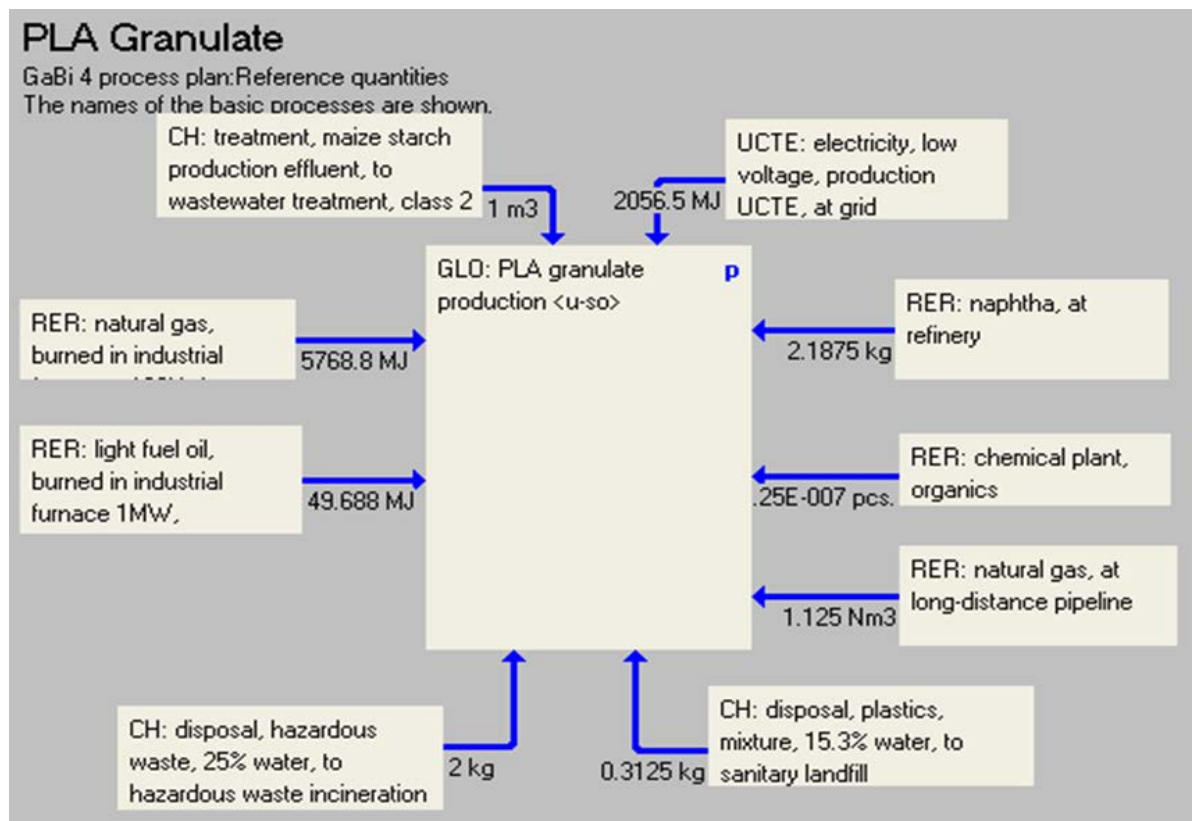 PLA Granulate
GaBi 4 process plan:Reference quantities
The names of the basic processes are shown.
CH: treatment, maize starch
production effluent, to
wastewater treatment, class 2
1 m3
UCTE: electricity, low
voltage, production
UCTE, at grid
2056.5 MJ
GLO: PLA granulate
production <u-so>
p
RER: natural gas,
burned in industrial
5768.8 MJ
RER: naphtha, at
refinery
2.1875 kg
RER: light fuel oil,
burned in industrial
furnace 1MW,
49.688 MJ
RER: chemical plant,
organics
.25E-007 pcs.
RER: natural gas, at
long-distance pipeline
1.125 Nm3
CH: disposal, hazardous
waste, 25% water, to
hazardous waste incineration
2 kg
CH: disposal, plastics,
mixture, 15.3% water, to
sanitary landfill
0.3125 kg